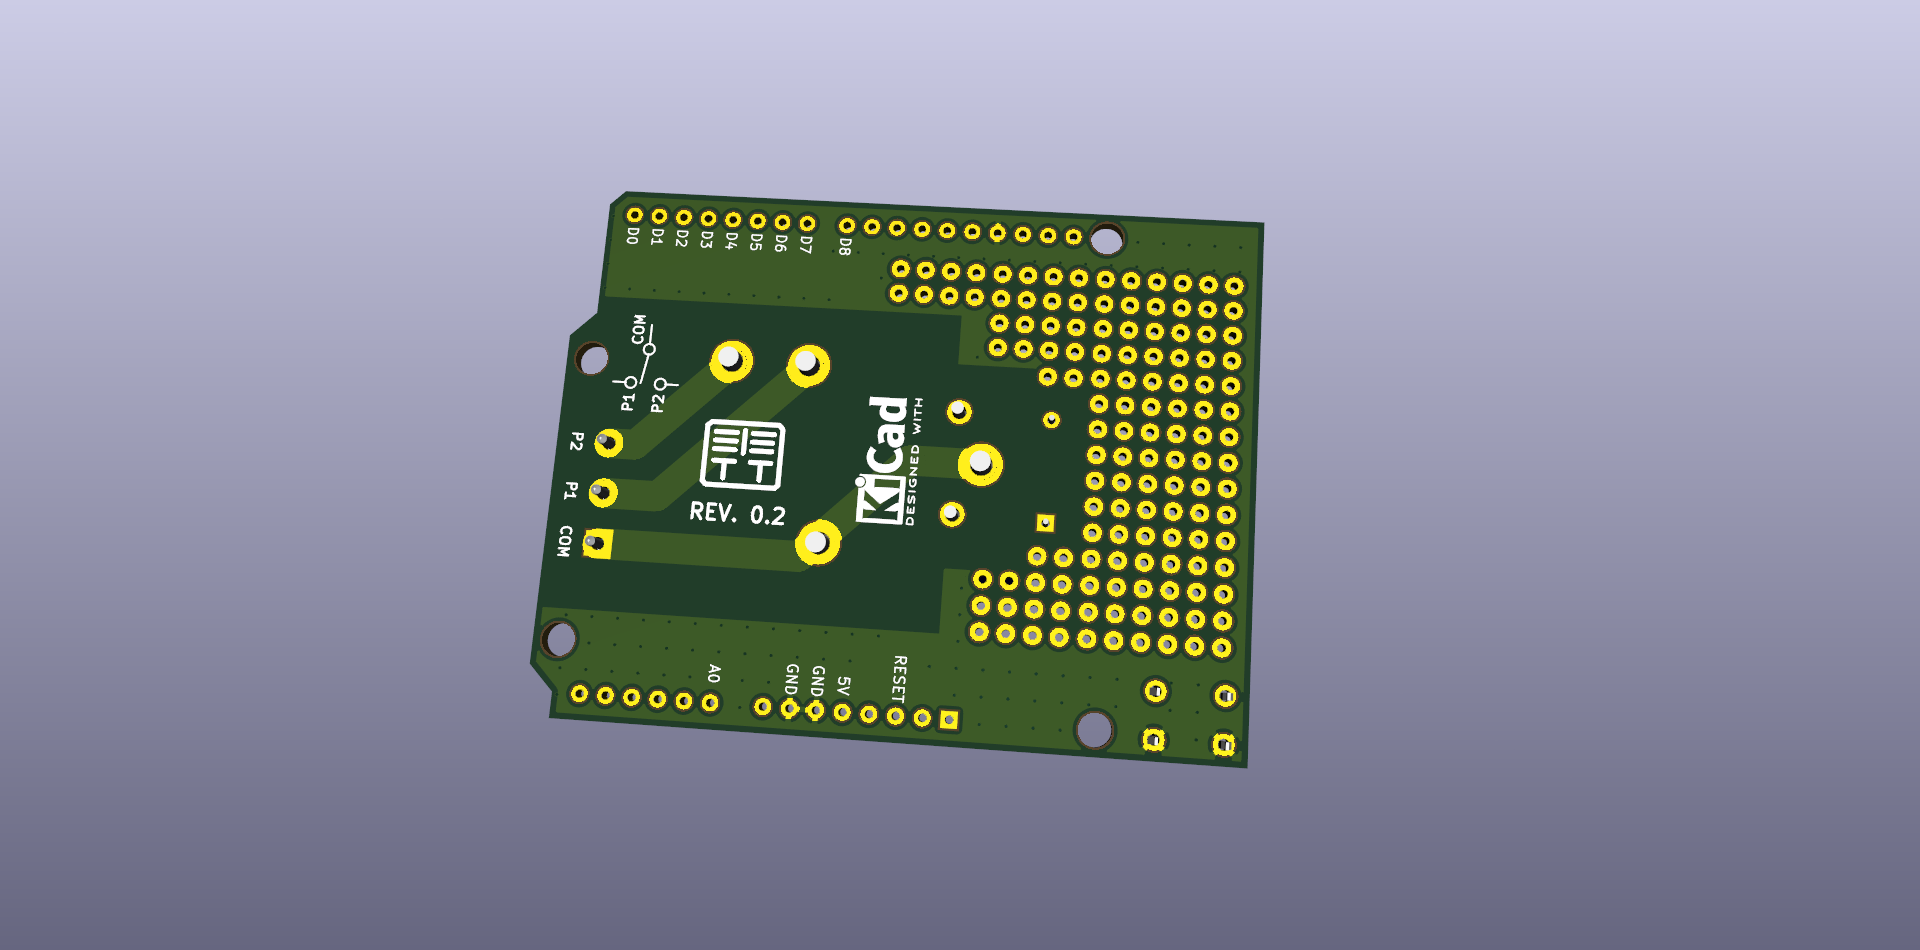 D0
D1
D2
D3
D4
D5
D6
D7
D8
COM
P1
P2
P2
P1
COM
REV. 0.2
KiCad
DESIGNED WITH
A0
GND
GND
5V
RESET